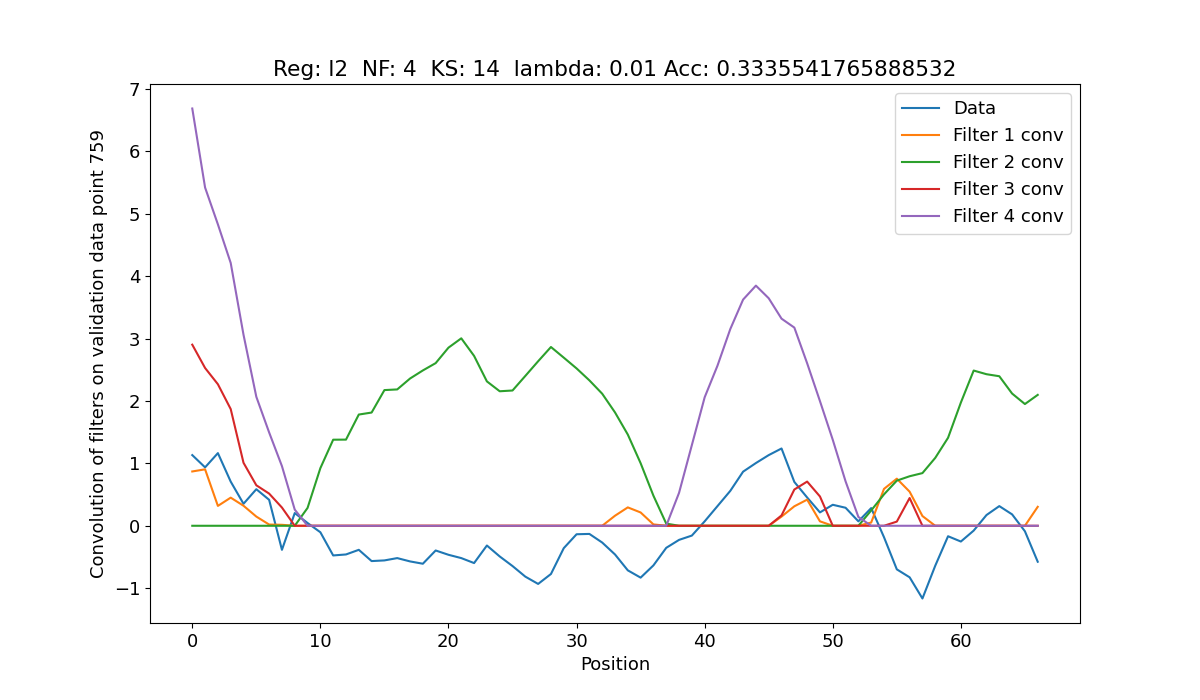 Reg: l2  NF: 4  KS: 14  lambda: 0.01 Acc: 0.3335541765888532
Convolution of filters on validation data point 759
7
6
5
4
3
2
1
0
−1
Data
Filter 1 conv
Filter 2 conv
Filter 3 conv
Filter 4 conv
0 10 20 30 40 50 60
Position